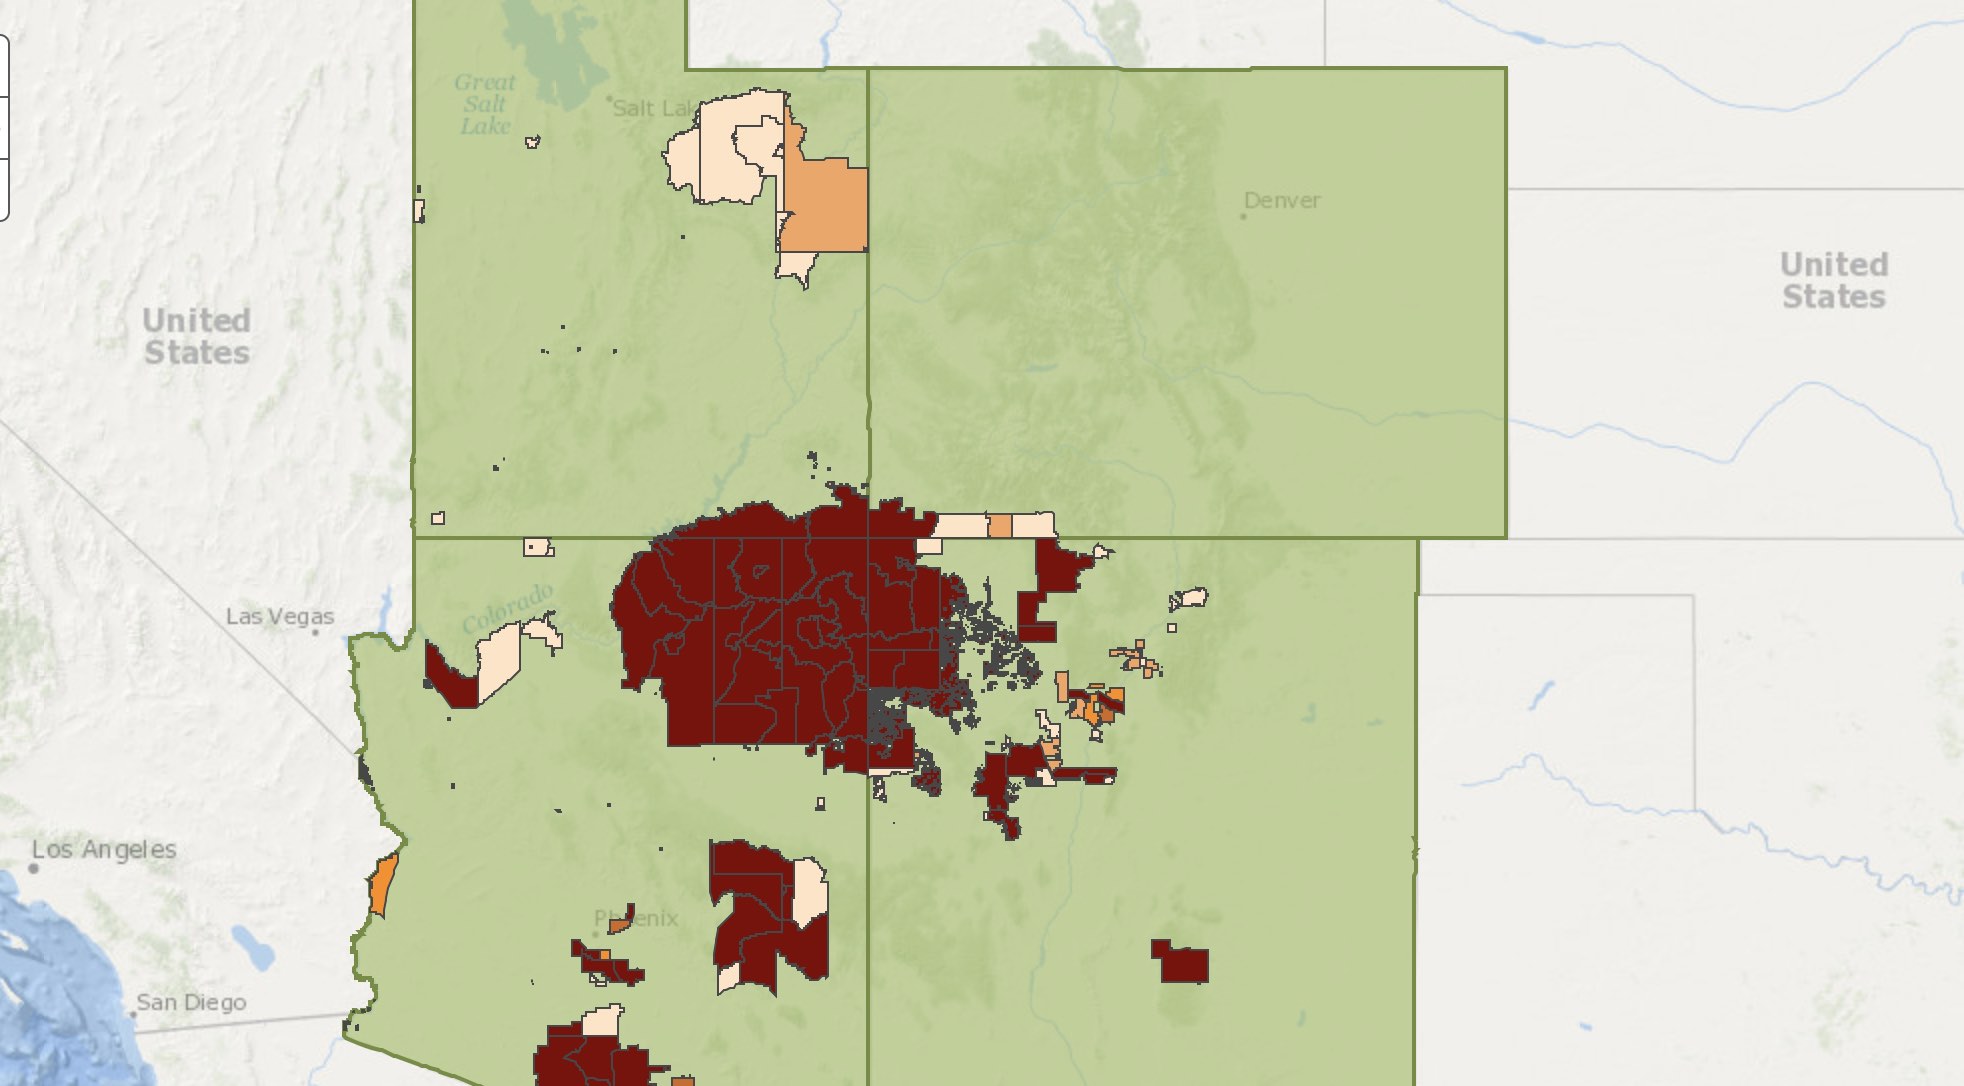 Great
Salt
Lake
Salt Lak
Denver
United
States
United
States
Las Vegas
Colorado
Los Angeles
Phoenix
San Diego